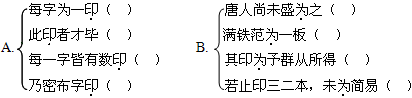 A.
每字为一印（ ）
此印者才毕（ ）
每一字皆有数印（ ）
乃密布字印（ ）
B.
唐人尚未盛为之（ ）
满铁范为一板（ ）
其印为予群从所得（ ）
若止印三二本，未为简易（ ）